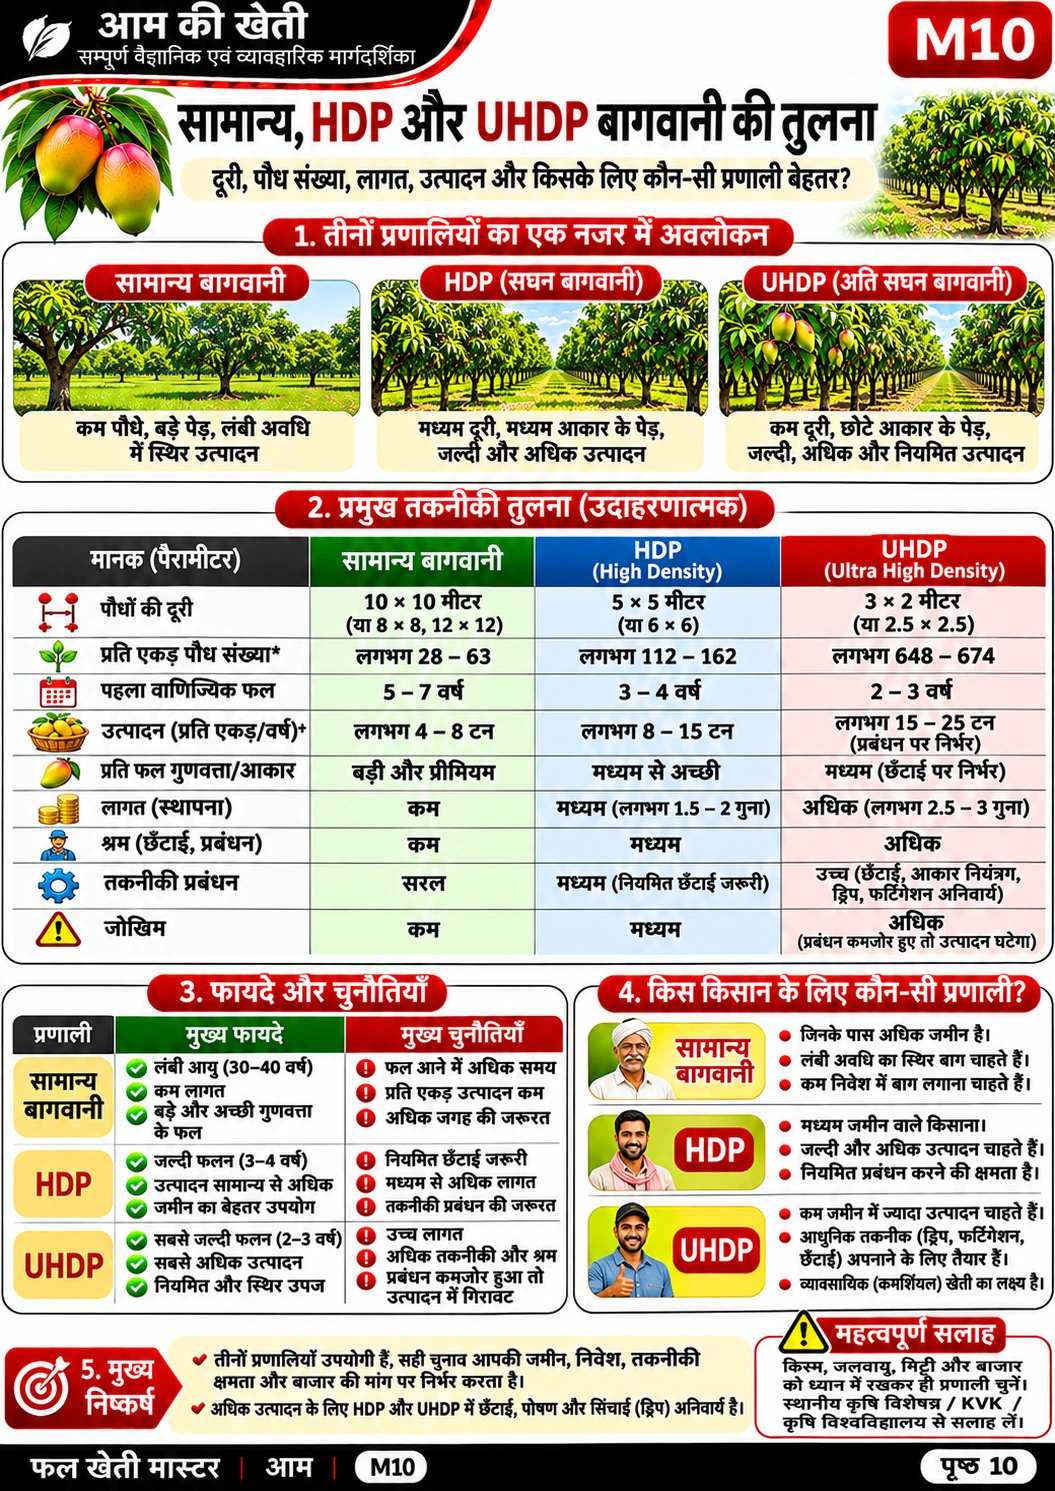 आम की खेती
सम्पूर्ण वैज्ञानिक एवं व्यावहारिक मार्गदर्शिका
M10
सामान्य, HDP और UHDP बागवानी की तुलना
दूरी, पौध संख्या, लागत, उत्पादन और किसके लिए कौन-सी प्रणाली बेहतर?
1. तीनों प्रणालियों का एक नजर में अवलोकन
सामान्य बागवानी
कम पौधे, बड़े पेड़, लंबी अवधि
में स्थिर उत्पादन
HDP (सघन बागवानी)
मध्यम दूरी, मध्यम आकार के पेड़,
जल्दी और अधिक उत्पादन
UHDP (अति सघन बागवानी)
कम दूरी, छोटे आकार के पेड़,
जल्दी, अधिक और नियमित उत्पादन
2. प्रमुख तकनीकी तुलना (उदाहरणात्मक)
मानक (पैरामीटर)
सामान्य बागवानी
HDP
(High Density)
UHDP
(Ultra High Density)
पौधों की दूरी
10 × 10 मीटर
(या 8 × 8, 12 × 12)
5 × 5 मीटर
(या 6 × 6)
3 × 2 मीटर
(या 2.5 × 2.5)
प्रति एकड़ पौध संख्या*
लगभग 28 – 63
लगभग 112 – 162
लगभग 648 – 674
पहला वाणिज्यिक फल
5 – 7 वर्ष
3 – 4 वर्ष
2 – 3 वर्ष
उत्पादन (प्रति एकड़/वर्ष)+
लगभग 4 – 8 टन
लगभग 8 – 15 टन
लगभग 15 – 25 टन
(प्रबंधन पर निर्भर)
प्रति फल गुणवत्ता/आकार
बड़ी और प्रीमियम
मध्यम से अच्छी
मध्यम (छँटाई पर निर्भर)
लागत (स्थापना)
कम
मध्यम (लगभग 1.5 – 2 गुना)
अधिक (लगभग 2.5 – 3 गुना)
श्रम (छँटाई, प्रबंधन)
कम
मध्यम
अधिक
तकनीकी प्रबंधन
सरल
मध्यम (नियमित छँटाई जरूरी)
उच्च (छँटाई, आकार नियंत्रग,
ड्रिप, फर्टिगेशन अनिवार्य)
जोखिम
कम
मध्यम
अधिक
(प्रबंधन कमजोर हुए तो उत्पादन घटेगा)
3. फायदे और चुनौतियाँ
प्रणाली
मुख्य फायदे
मुख्य चुनौतियाँ
सामान्य
बागवानी
लंबी आयु (30–40 वर्ष)
कम लागत
बड़े और अच्छी गुणवत्ता
के फल
फल आने में अधिक समय
प्रति एकड़ उत्पादन कम
अधिक जगह की जरूरत
HDP
जल्दी फलन (3–4 वर्ष)
उत्पादन सामान्य से अधिक
जमीन का बेहतर उपयोग
नियमित छँटाई जरूरी
मध्यम से अधिक लागत
तकनीकी प्रबंधन की जरूरत
UHDP
सबसे जल्दी फलन (2–3 वर्ष)
सबसे अधिक उत्पादन
नियमित और स्थिर उपज
उच्च लागत
अधिक तकनीकी और श्रम
प्रबंधन कमजोर हुआ तो
उत्पादन में गिरावट
4. किस किसान के लिए कौन-सी प्रणाली?
सामान्य
बागवानी
जिनके पास अधिक जमीन है।
लंबी अवधि का स्थिर बाग चाहते हैं।
कम निवेश में बाग लगाना चाहते हैं।
HDP
मध्यम जमीन वाले किसाना।
जल्दी और अधिक उत्पादन चाहते हैं।
नियमित प्रबंधन करने की क्षमता है।
UHDP
कम जमीन में ज्यादा उत्पादन चाहते हैं।
आधुनिक तकनीक (ड्रिप, फर्टिगेशन,
छँटाई) अपनाने के लिए तैयार हैं।
व्यावसायिक (कमर्शियल) खेती का लक्ष्य है।
5. मुख्य
निष्कर्ष
तीनों प्रणालियों उपयोगी हैं, सही चुनाव आपकी जमीन, निवेश, तकनीकी
क्षमता और बाजार की मांग पर निर्भर करता है।
अधिक उत्पादन के लिए HDP और UHDP में छँटाई, पोषण और सिंचाई (ड्रिप) अनिवार्य है।
महत्वपूर्ण सलाह
किस्म, जलवायु, मिट्टी और बाजार
को ध्यान में रखकर ही प्रणाली चुनें।
स्थानीय कृषि विशेषज्ञ / KVK /
कृषि विश्वविद्यालय से सलाह लें।
फल खेती मास्टर | आम | M10
पृष्ठ 10